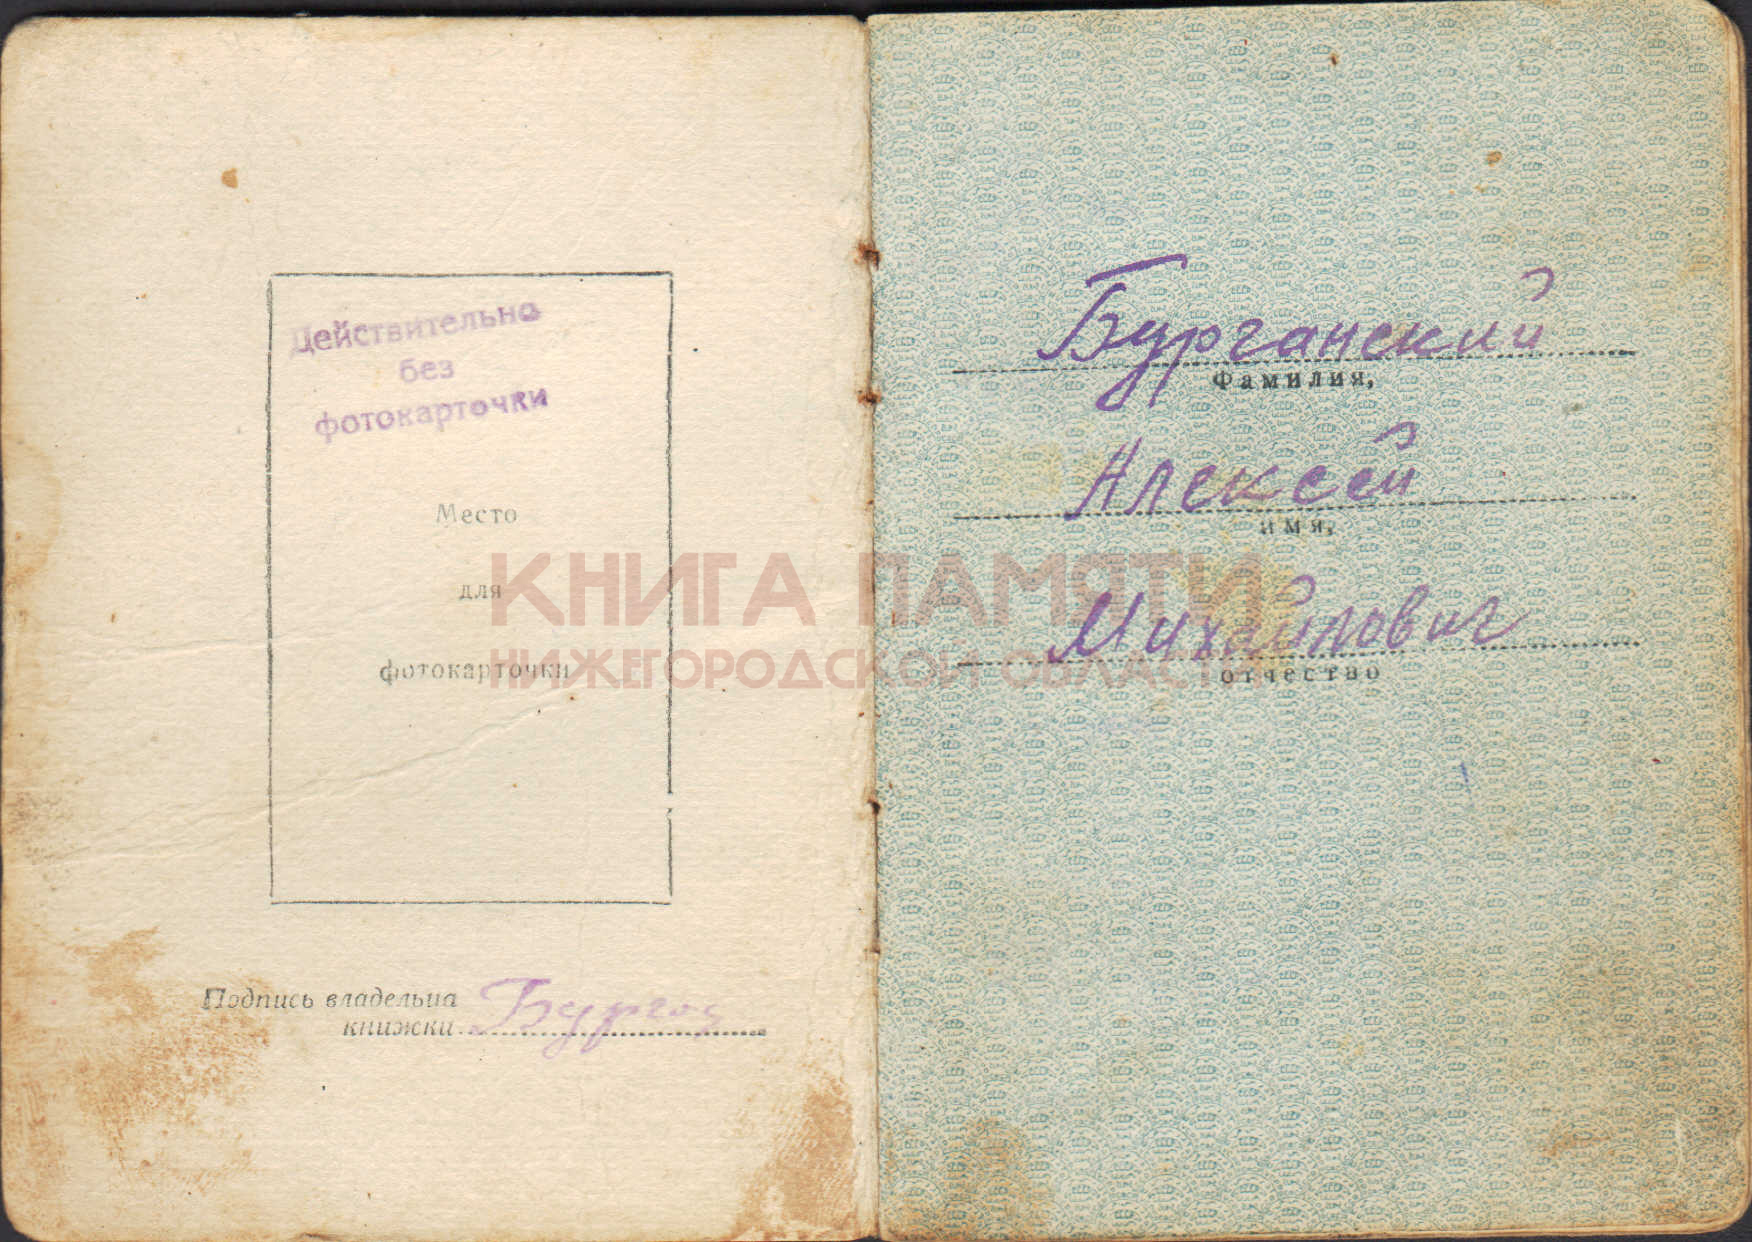 Действительно
без
фотокарточки
Место
для
фотокарточки
Подпись владельца
книжки
Бурганский
Фамилия,
Алексей
имя,
Михайлович
отчество
КНИГА ПАМЯТИ
НИЖЕГОРОДСКОЙ ОБЛАСТИ